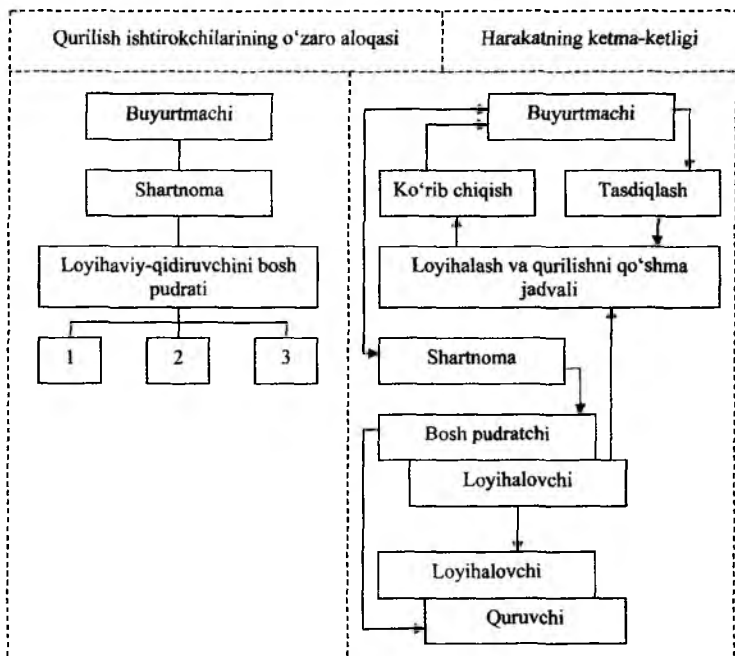 Qurilish ishtirokchilarining o‘zaro aloqasi
Harakatning ketma-ketligi
Buyurtmachi
Shartnoma
Loyihaviy-qidiruvchini bosh
pudrati
1
2
3
Buyurtmachi
Ko‘rib chiqish
Tasdiqlash
Loyihalash va qurilishni qo‘shma
jadvali
Shartnoma
Bosh pudratchi
Loyihalovchi
Loyihalovchi
Quruvchi